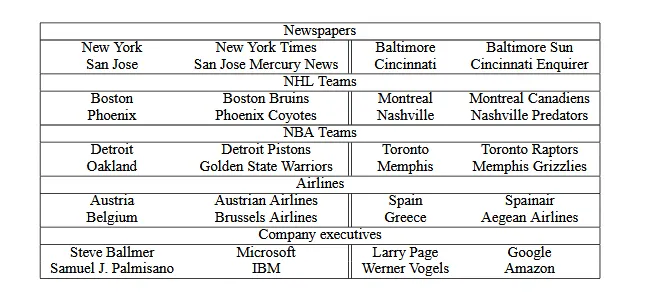 Newspapers
New York New York Times Baltimore Baltimore Sun
San Jose San Jose Mercury News Cincinnati Cincinnati Enquirer
NHL Teams
Boston Boston Bruins Montreal Montreal Canadiens
Phoenix Phoenix Coyotes Nashville Nashville Predators
NBA Teams
Detroit Detroit Pistons Toronto Toronto Raptors
Oakland Golden State Warriors Memphis Memphis Grizzlies
Airlines
Austria Austrian Airlines Spain Spainair
Belgium Brussels Airlines Greece Aegean Airlines
Company executives
Steve Ballmer Microsoft Larry Page Google
Samuel J. Palmisano IBM Werner Vogels Amazon